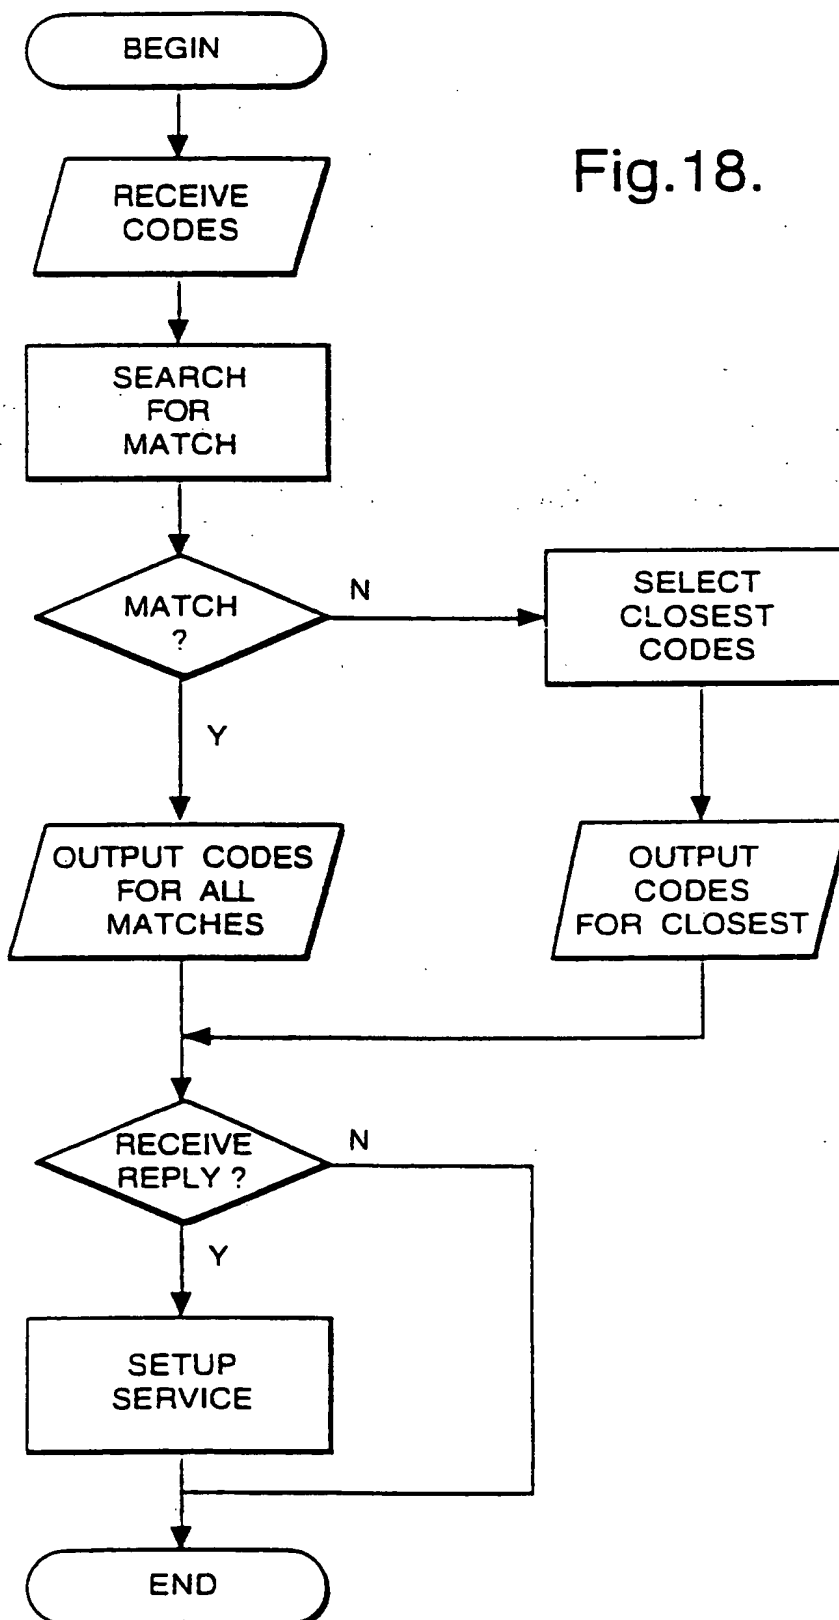 BEGIN
Fig.18.
RECEIVE
CODES
SEARCH
FOR
MATCH
MATCH
?
N
SELECT
CLOSEST
CODES
Y
OUTPUT CODES
FOR ALL
MATCHES
OUTPUT
CODES
FOR CLOSEST
RECEIVE
REPLY ?
N
Y
SETUP
SERVICE
END